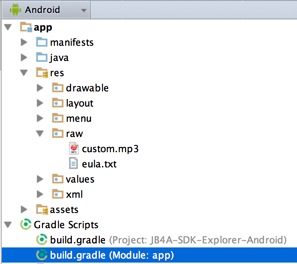 Android
app
manifests
java
res
drawable
layout
menu
raw
custom.mp3
eula.txt
values
xml
assets
Gradle Scripts
build.gradle (Project: JB4A-SDK-Explorer-Android)
build.gradle (Module: app)